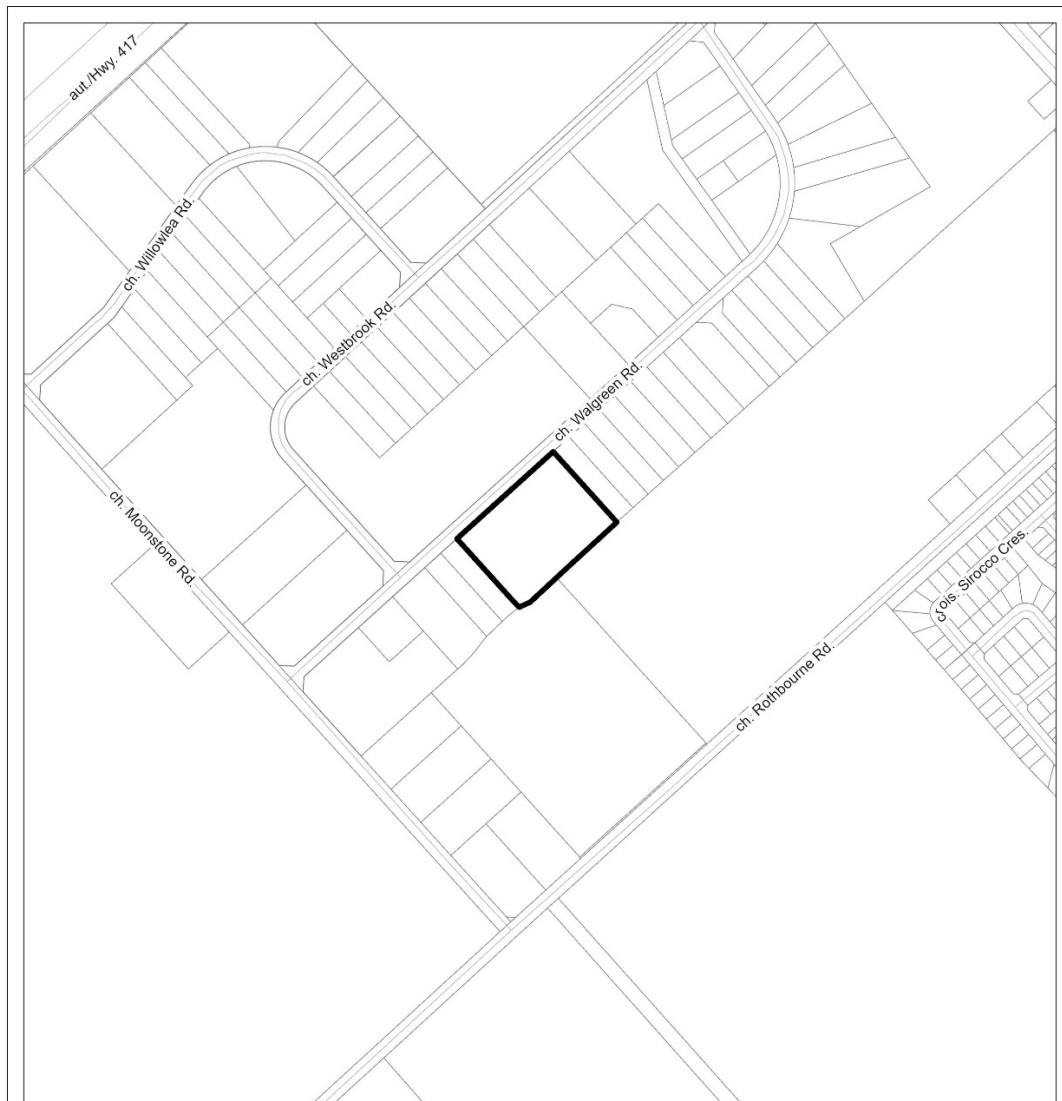 aut./Hwy. 417
ch. Willowlea Rd.
ch. Westbrook Rd.
ch. Walgreen Rd.
ch. Moonstone Rd.
crois. Sirocco Cres.
ch. Rothbourne Rd.